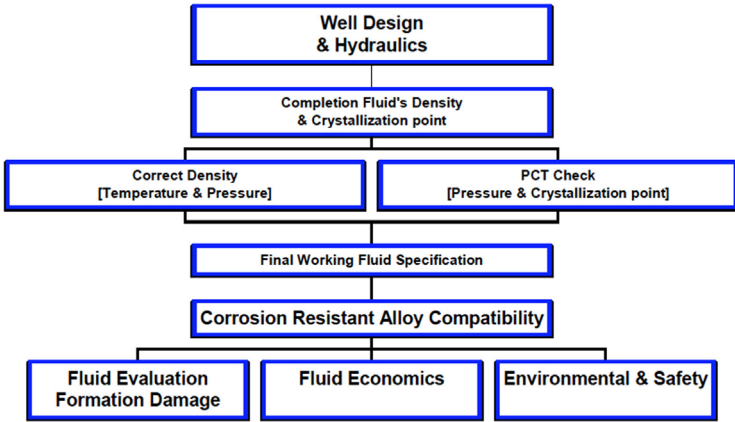 Well Design
& Hydraulics
Completion Fluid's Density
& Crystallization point
Correct Density
[Temperature & Pressure]
PCT Check
[Pressure & Crystallization point]
Final Working Fluid Specification
Corrosion Resistant Alloy Compatibility
Fluid Evaluation
Formation Damage
Fluid Economics
Environmental & Safety